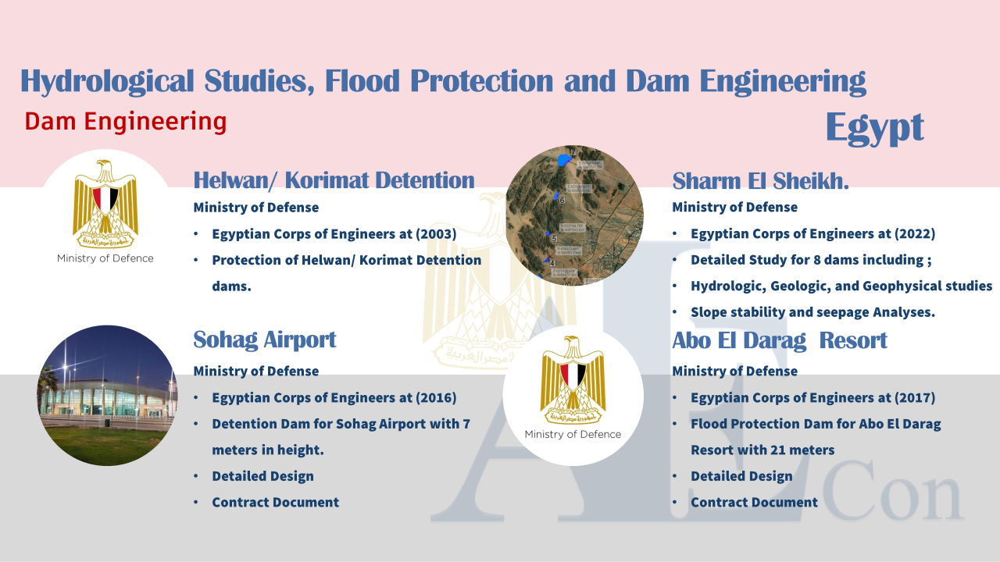 Hydrological Studies, Flood Protection and Dam Engineering
Dam Engineering
Egypt
Ministry of Defence
Helwan/ Korimat Detention
Ministry of Defense
• Egyptian Corps of Engineers at (2003)
• Protection of Helwan/ Korimat Detention
dams.
7
6
5
4
Sharm El Sheikh.
Ministry of Defense
• Egyptian Corps of Engineers at (2022)
• Detailed Study for 8 dams including ;
• Hydrologic, Geologic, and Geophysical studies
• Slope stability and seepage Analyses.
Sohag Airport
Ministry of Defense
• Egyptian Corps of Engineers at (2016)
• Detention Dam for Sohag Airport with 7
meters in height.
• Detailed Design
• Contract Document
Ministry of Defence
Abo El Darag  Resort
Ministry of Defense
• Egyptian Corps of Engineers at (2017)
• Flood Protection Dam for Abo El Darag
Resort with 21 meters
• Detailed Design
• Contract Document
AE Con